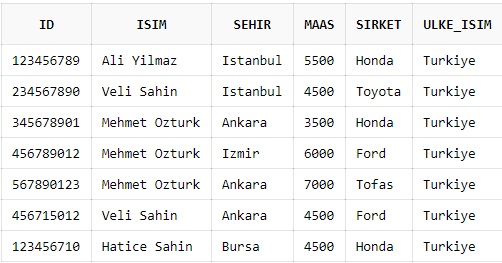 ID ISIM SEHIR MAAS SIRKET ULKE_ISIM
123456789 Ali Yilmaz Istanbul 5500 Honda Turkiye
234567890 Veli Sahin Istanbul 4500 Toyota Turkiye
345678901 Mehmet Ozturk Ankara 3500 Honda Turkiye
456789012 Mehmet Ozturk Izmir 6000 Ford Turkiye
567890123 Mehmet Ozturk Ankara 7000 Tofas Turkiye
456715012 Veli Sahin Ankara 4500 Ford Turkiye
123456710 Hatice Sahin Bursa 4500 Honda Turkiye